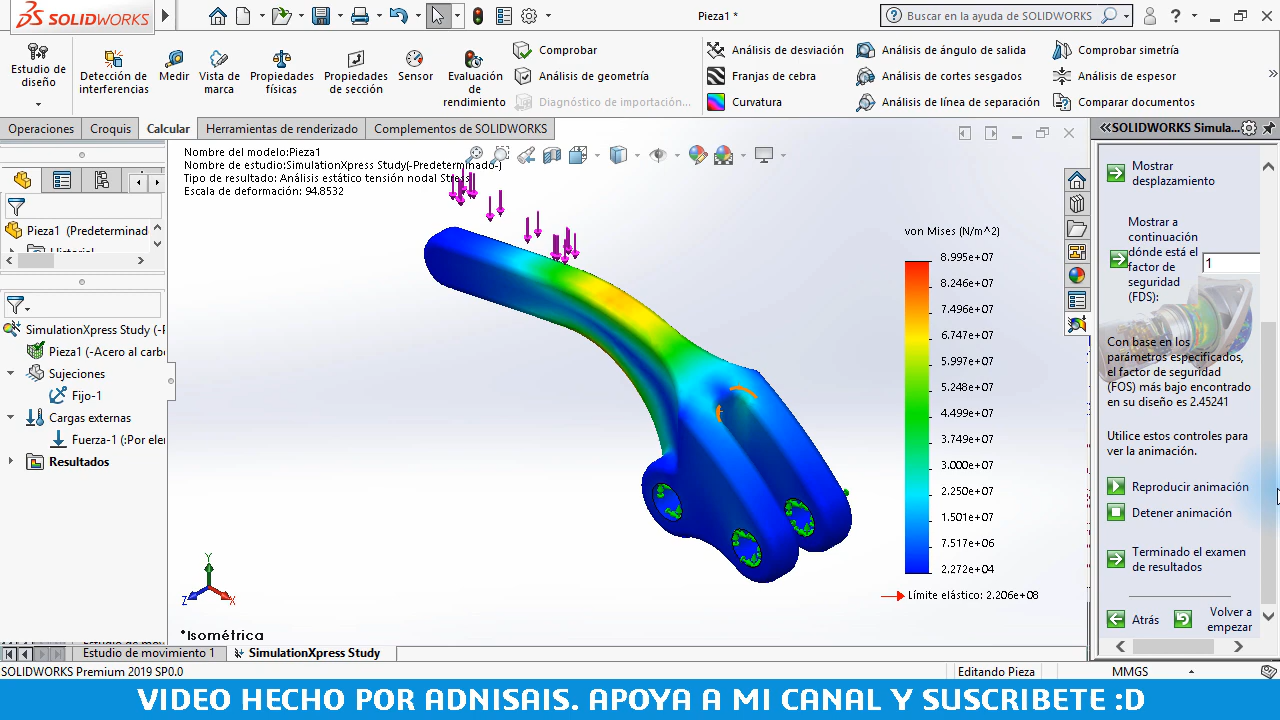 SOLIDWORKS
Pieza1 *
Buscar en la ayuda de SOLIDWORKS
Estudio de
diseño
Detección de
interferencias
Medir
Vista de
marca
Propiedades
físicas
Propiedades
de sección
Sensor
Evaluación
de
rendimiento
Comprobar
Análisis de geometría
Diagnóstico de importación...
Análisis de desviación
Franjas de cebra
Curvatura
Análisis de ángulo de salida
Análisis de cortes sesgados
Análisis de línea de separación
Comprobar simetría
Análisis de espesor
Comparar documentos
Operaciones
Croquis
Calcular
Herramientas de renderizado
Complementos de SOLIDWORKS
Pieza1 (Predeterminad
Historial
SimulationXpress Study (-F
Pieza1 (-Acero al carbo
Sujeciones
Fijo-1
Cargas externas
Fuerza-1 (:Por eler
Resultados
Nombre del modelo:Pieza1
Nombre de estudio:SimulationXpress Study(-Predeterminado-)
Tipo de resultado: Análisis estático tensión nodal Stress
Escala de deformación: 94.8532
von Mises (N/m^2)
8.995e+07
8.246e+07
7.496e+07
6.747e+07
5.997e+07
5.248e+07
4.499e+07
3.749e+07
3.000e+07
2.250e+07
1.501e+07
7.517e+06
2.272e+04
Límite elástico: 2.206e+08
Y
Z
X
*Isométrica
SOLIDWORKS Simula...
Mostrar
desplazamiento
Mostrar a
continuación
dónde está el
factor de
seguridad
(FDS):
1
Con base en los
parámetros especificados,
el factor de seguridad
(FOS) más bajo encontrado
en su diseño es 2.45241
Utilice estos controles para
ver la animación.
Reproducir animación
Detener animación
Terminado el examen
de resultados
Atrás
Volver a
empezar
Estudio de movimiento 1
SimulationXpress Study
SOLIDWORKS Premium 2019 SP0.0
Editando Pieza
MMGS
VIDEO HECHO POR ADNISAIS. APOYA A MI CANAL Y SUSCRIBETE :D